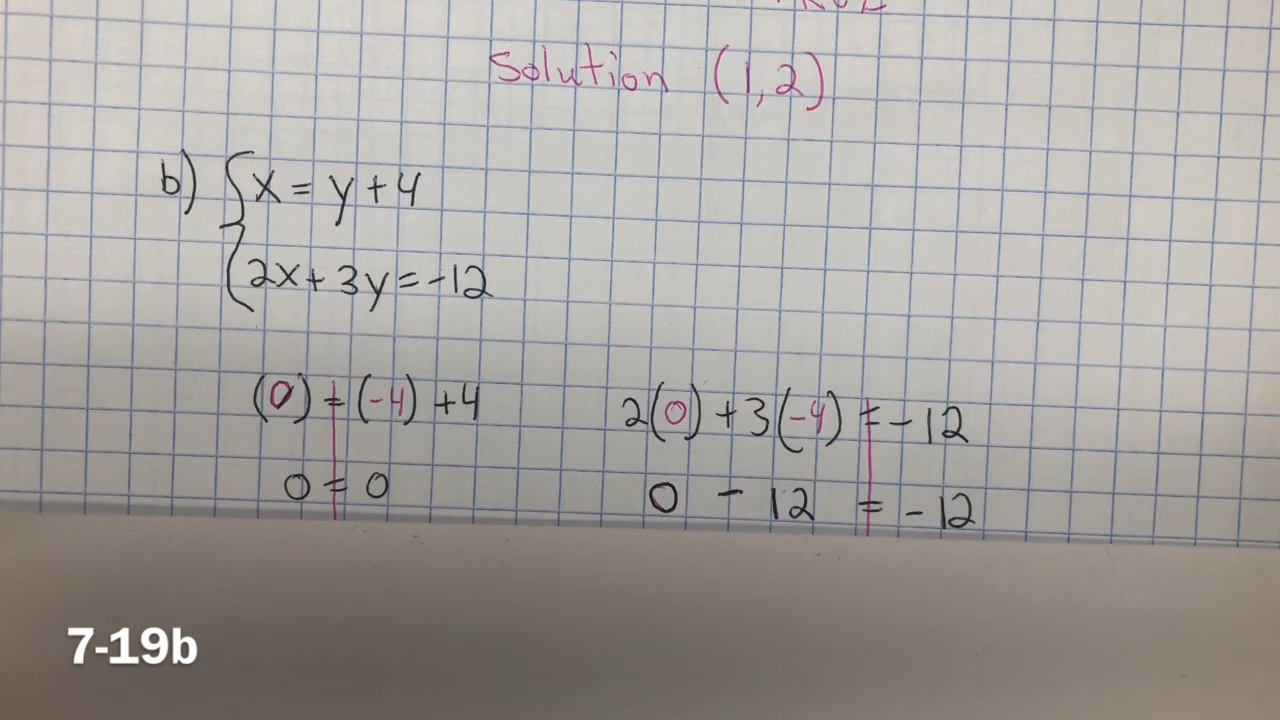 Solution (1,2)
b) { x = y + 4
2x + 3y = -12
(0) = (-4) + 4
2(0) + 3(-4) = -12
0 = 0
0 - 12 = -12
7-19b